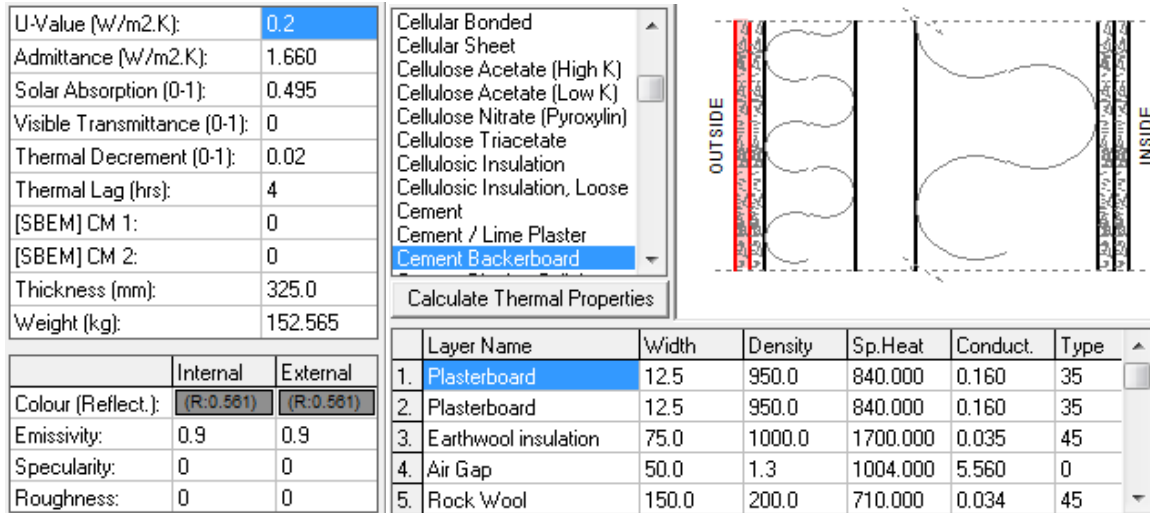 U-Value (W/m2.K): 0.2
Admittance (W/m2.K): 1.660
Solar Absorption (0-1): 0.495
Visible Transmittance (0-1): 0
Thermal Decrement (0-1): 0.02
Thermal Lag (hrs): 4
[SBEM] CM 1: 0
[SBEM] CM 2: 0
Thickness (mm): 325.0
Weight (kg): 152.565
Internal External
Colour (Reflect.): (R:0.561) (R:0.561)
Emissivity: 0.9 0.9
Specularity: 0 0
Roughness: 0 0
Cellular Bonded
Cellular Sheet
Cellulose Acetate (High K)
Cellulose Acetate (Low K)
Cellulose Nitrate (Pyroxylin)
Cellulose Triacetate
Cellulosic Insulation
Cellulosic Insulation, Loose
Cement
Cement / Lime Plaster
Cement Backerboard
Calculate Thermal Properties
OUTSIDE
INSIDE
Layer Name Width Density Sp.Heat Conduct. Type
1. Plasterboard 12.5 950.0 840.000 0.160 35
2. Plasterboard 12.5 950.0 840.000 0.160 35
3. Earthwool insulation 75.0 1000.0 1700.000 0.035 45
4. Air Gap 50.0 1.3 1004.000 5.560 0
5. Rock Wool 150.0 200.0 710.000 0.034 45